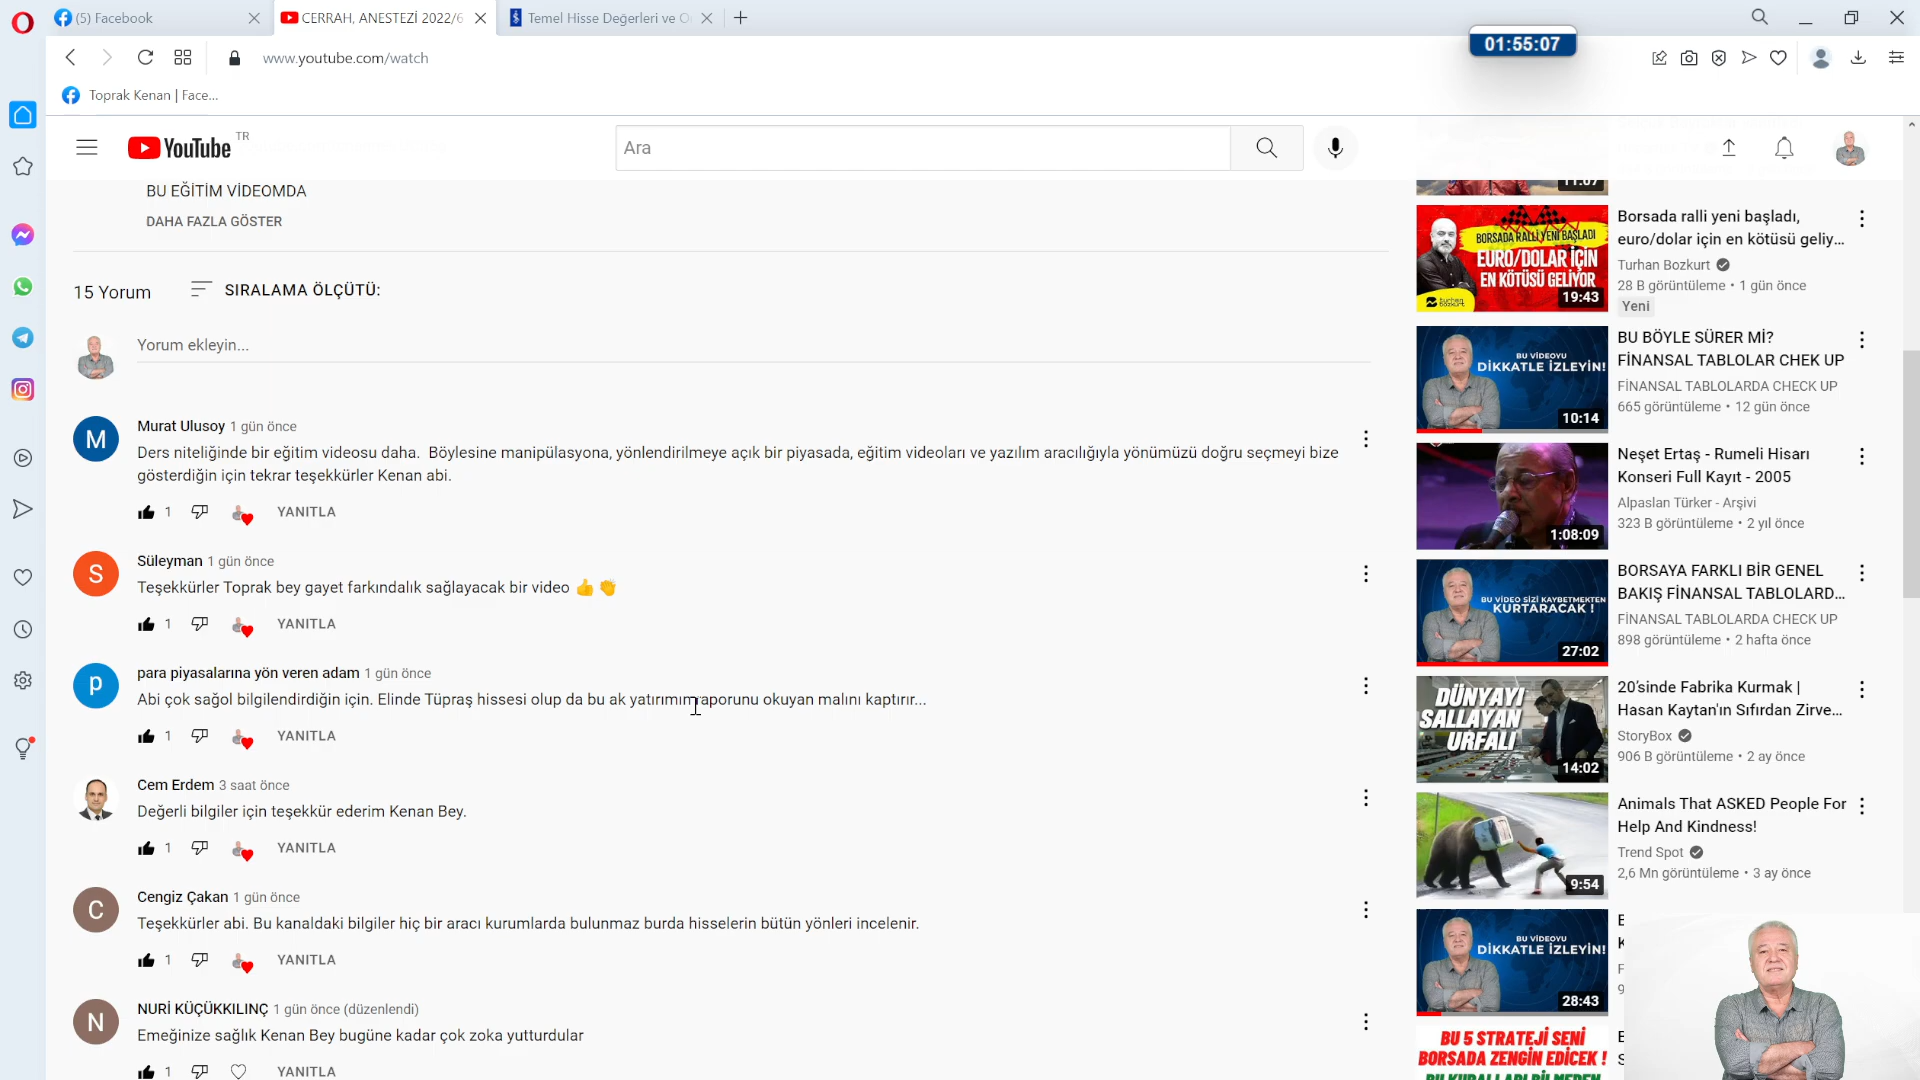 (5) Facebook
CERRAH, ANESTEZİ 2022/6
Temel Hisse Değerleri ve O
01:55:07
www.youtube.com/watch
Toprak Kenan | Face...
YouTube TR
Ara
BU EĞİTİM VİDEOMDA
DAHA FAZLA GÖSTER
15 Yorum
SIRALAMA ÖLÇÜTÜ:
Yorum ekleyin...
M
Murat Ulusoy 1 gün önce
Ders niteliğinde bir eğitim videosu daha. Böylesine manipülasyona, yönlendirilmeye açık bir piyasada, eğitim videoları ve yazılım aracılığıyla yönümüzü doğru seçmeyi bize
gösterdiğin için tekrar teşekkürler Kenan abi.
1 YANITLA
S
Süleyman 1 gün önce
Teşekkürler Toprak bey gayet farkındalık sağlayacak bir video 👍 👏
1 YANITLA
p
para piyasalarına yön veren adam 1 gün önce
Abi çok sağol bilgilendirdiğin için. Elinde Tüpraş hissesi olup da bu ak yatırımım raporunu okuyan malını kaptırır...
1 YANITLA
Cem Erdem 3 saat önce
Değerli bilgiler için teşekkür ederim Kenan Bey.
1 YANITLA
C
Cengiz Çakan 1 gün önce
Teşekkürler abi. Bu kanaldaki bilgiler hiç bir aracı kurumlarda bulunmaz burda hisselerin bütün yönleri incelenir.
1 YANITLA
N
NURİ KÜÇÜKKILINÇ 1 gün önce (düzenlendi)
Emeğinize sağlık Kenan Bey bugüne kadar çok zoka yutturdular
1 YANITLA
11:07
BORSADA RALLİ YENİ BAŞLADI
EURO/DOLAR İÇİN
EN KÖTÜSÜ GELİYOR
turhan bozkurt
19:43
Borsada ralli yeni başladı,
euro/dolar için en kötüsü geliy...
Turhan Bozkurt
28 B görüntüleme • 1 gün önce
Yeni
BU VİDEOYU
DİKKATLE İZLEYİN!
10:14
BU BÖYLE SÜRER Mİ?
FİNANSAL TABLOLAR CHEK UP
FİNANSAL TABLOLARDA CHECK UP
665 görüntüleme • 12 gün önce
1:08:09
Neşet Ertaş - Rumeli Hisarı
Konseri Full Kayıt - 2005
Alpaslan Türker - Arşivi
323 B görüntüleme • 2 yıl önce
BU VİDEO SİZİ KAYBETMEKTEN
KURTARACAK !
27:02
BORSAYA FARKLI BİR GENEL
BAKIŞ FİNANSAL TABLOLARD...
FİNANSAL TABLOLARDA CHECK UP
898 görüntüleme • 2 hafta önce
DÜNYAYI
SALLAYAN
URFALI
14:02
20'sinde Fabrika Kurmak |
Hasan Kaytan'ın Sıfırdan Zirve...
StoryBox
906 B görüntüleme • 2 ay önce
9:54
Animals That ASKED People For
Help And Kindness!
Trend Spot
2,6 Mn görüntüleme • 3 ay önce
BU VİDEOYU
DİKKATLE İZLEYİN!
28:43
BU 5 STRATEJİ SENİ
BORSADA ZENGİN EDİCEK !